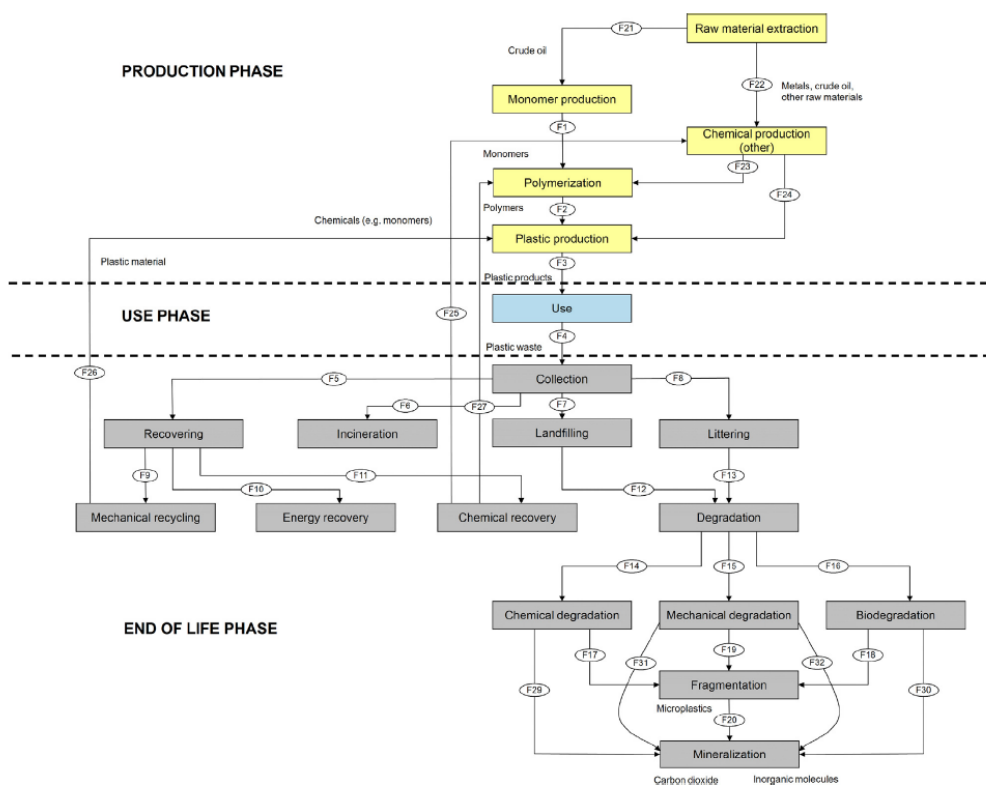 F21
Raw material extraction
Crude oil
PRODUCTION PHASE
F22
Metals, crude oil,
other raw materials
Monomer production
F1
Chemical production
(other)
Monomers
F23
Polymerization
F24
Polymers
F2
Chemicals (e.g. monomers)
Plastic production
Plastic material
F3
Plastic products
USE PHASE
Use
F25
F4
Plastic waste
F26
F5
Collection
F8
F6
F27
F7
Recovering
Incineration
Landfilling
Littering
F9
F10
F11
F12
F13
Mechanical recycling
Energy recovery
Chemical recovery
Degradation
F14
F15
F16
END OF LIFE PHASE
Chemical degradation
Mechanical degradation
Biodegradation
F17
F31
F19
F32
F18
F29
Fragmentation
F30
Microplastics
F20
Mineralization
Carbon dioxide
Inorganic molecules